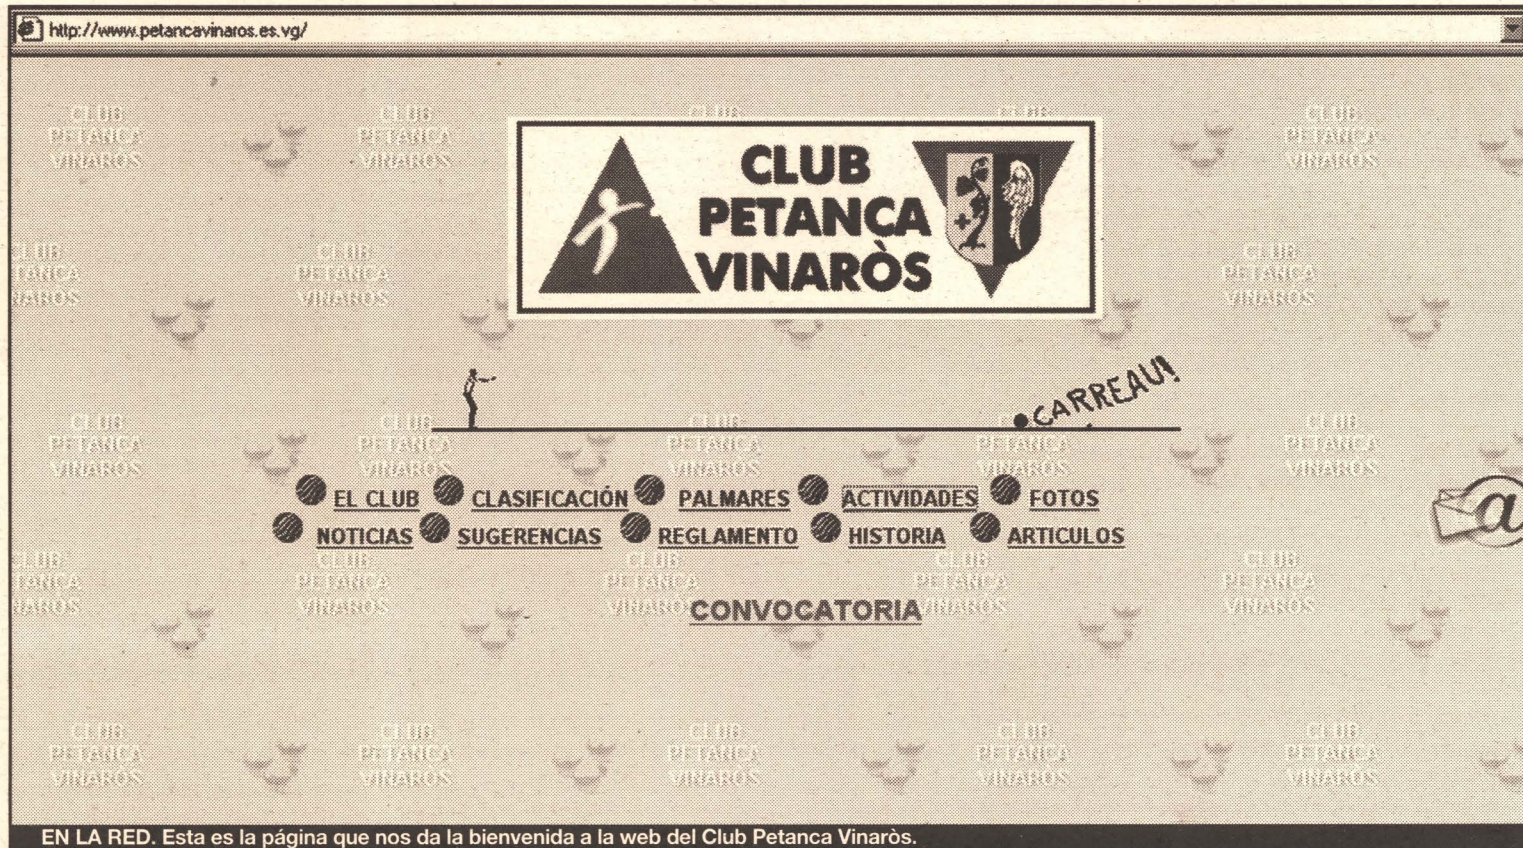 http://www.petancavinaros.es.vg/
CLUB
PETANCA
VINARÒS
CARREAU!
EL CLUB CLASIFICACIÓN PALMARES ACTIVIDADES FOTOS
NOTICIAS SUGERENCIAS REGLAMENTO HISTORIA ARTICULOS
CONVOCATORIA
EN LA RED. Esta es la página que nos da la bienvenida a la web del Club Petanca Vinaròs.